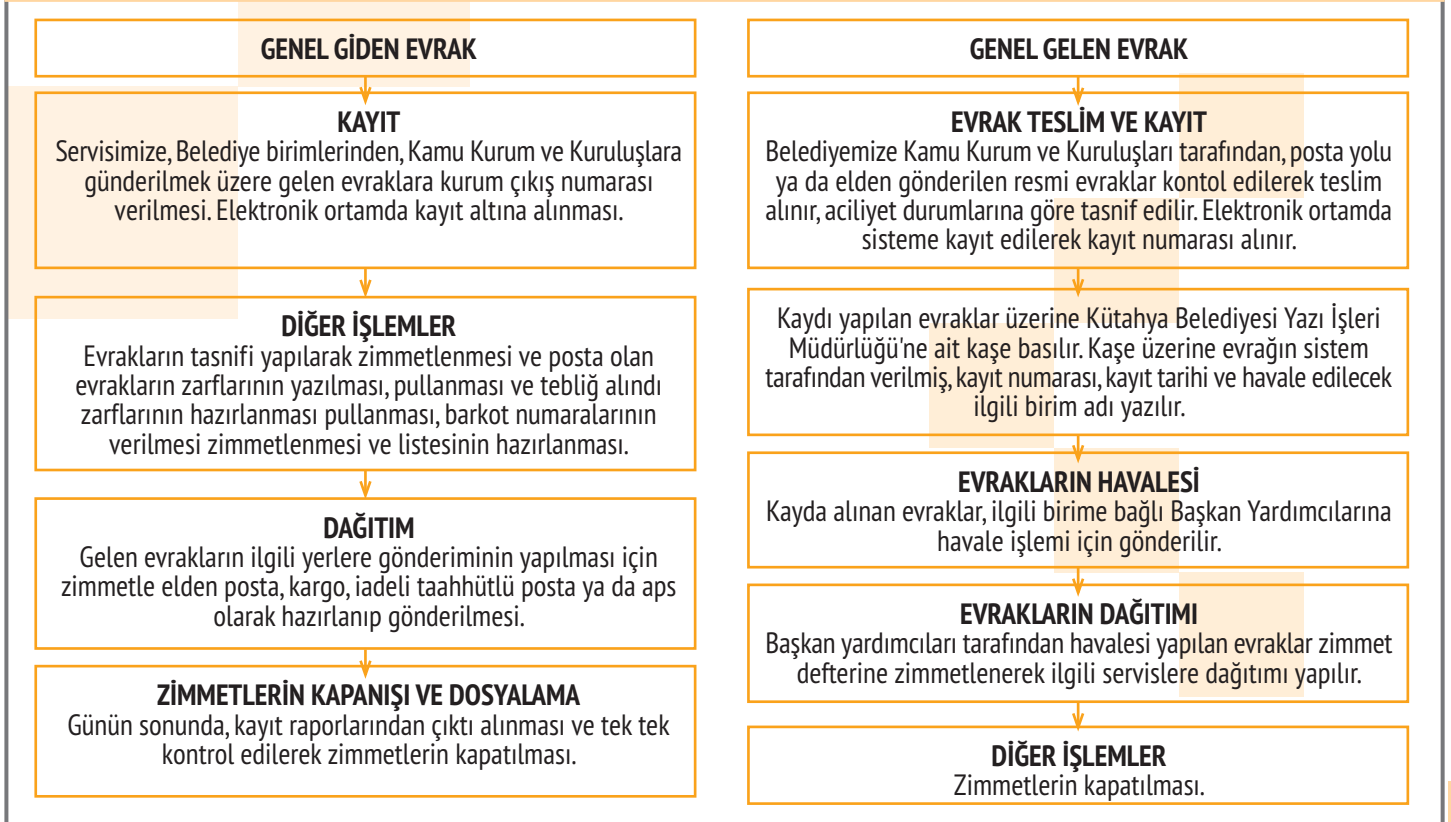 GENEL GİDEN EVRAK
KAYIT
Servisimize, Belediye birimlerinden, Kamu Kurum ve Kuruluşlara
günderilmek üzere gelen evraklara kurum çıkış numarası
verilmesi. Elektronik ortamda kayıt altına alınması.
DİĞER İŞLEMLER
Evrakların tasnifi yapılarak zimmetlenmesi ve posta olan
evrakların zarflarının yazılması, pullanması ve tebliğ alındı
zarflarının hazırlanması pullanması, barkot numaralarının
verilmesi zimmetlenmesi ve listesinin hazırlanması.
DAĞITIM
Gelen evrakların ilgili yerlere gönderiminin yapılması için
zimmetle elden posta, kargo, iadeli taahhütlü posta ya da aps
olarak hazırlanıp gönderilmesi.
ZİMMETLERİN KAPANIŞI VE DOSYALAMA
Günün sonunda, kayıt raporlarından çıktı alınması ve tek tek
kontrol edilerek zimmetlerin kapatılması.
GENEL GELEN EVRAK
EVRAK TESLİM VE KAYIT
Belediyemize Kamu Kurum ve Kuruluşları tarafından, posta yolu
ya da elden gönderilen resmi evraklar kontol edilerek teslim
alınır, aciliyet durumlarına göre tasnif edilir. Elektronik ortamda
sisteme kayıt edilerek kayıt numarası alınır.
Kaydı yapılan evraklar üzerine Kütahya Belediyesi Yazı İşleri
Müdürlüğü'ne ait kaşe basılır. Kaşe üzerine evrağın sistem
tarafından verilmiş, kayıt numarası, kayıt tarihi ve havale edilecek
ilgili birim adı yazılır.
EVRAKLARIN HAVALESİ
Kayda alınan evraklar, ilgili birime bağlı Başkan Yardımcılarına
havale işlemi için gönderilir.
EVRAKLARIN DAĞITIMI
Başkan yardımcıları tarafından havalesi yapılan evraklar zimmet
defterine zimmetlenerek ilgili servislere dağıtımı yapılır.
DİĞER İŞLEMLER
Zimmetlerin kapatılması.